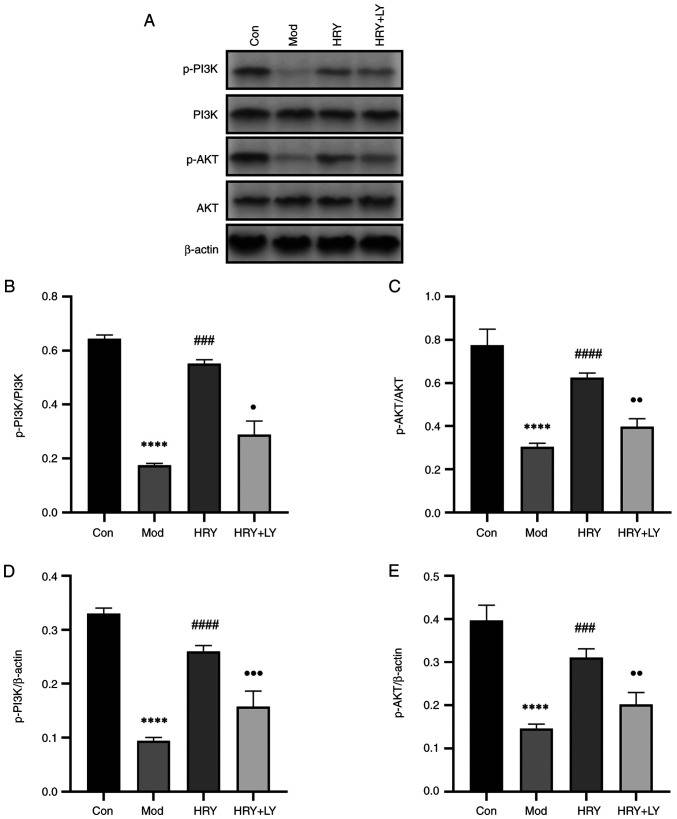 A
Con Mod HRY HRY+LY
p-PI3K
PI3K
p-AKT
AKT
β-actin
B
p-PI3K/PI3K
0.8
0.6
0.4
0.2
0.0
###
****
•
Con Mod HRY HRY+LY
C
p-AKT/AKT
1.0
0.8
0.6
0.4
0.2
0.0
####
****
••
Con Mod HRY HRY+LY
D
p-PI3K/β-actin
0.4
0.3
0.2
0.1
0.0
####
****
•••
Con Mod HRY HRY+LY
E
p-AKT/β-actin
0.5
0.4
0.3
0.2
0.1
0.0
###
****
••
Con Mod HRY HRY+LY